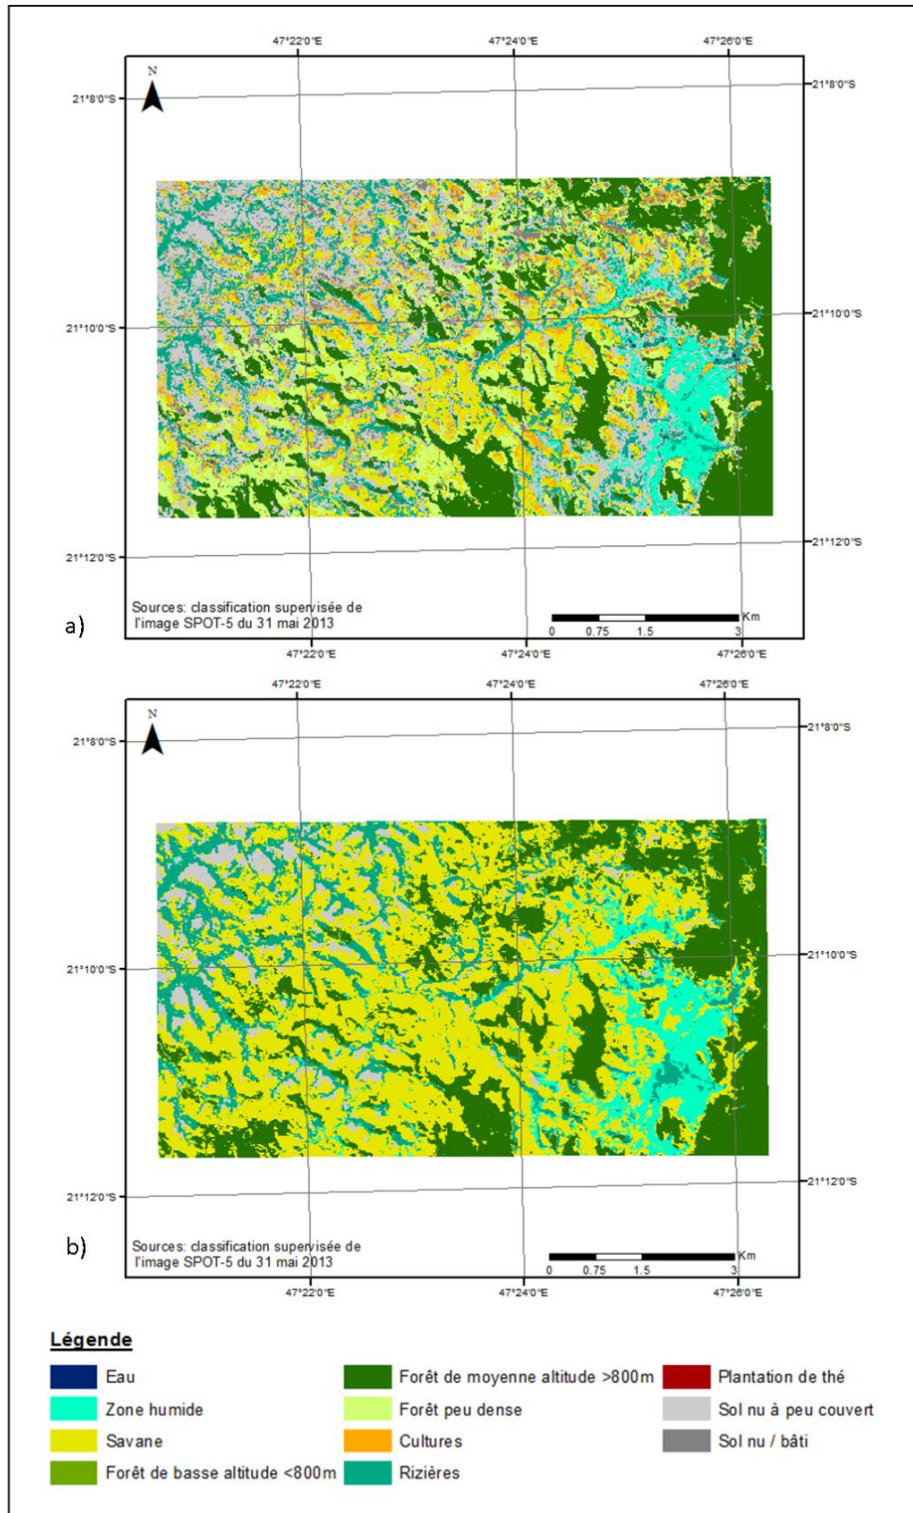 47°22'0"E
47°24'0"E
47°26'0"E
N
21°8'0"S
21°8'0"S
21°10'0"S
21°10'0"S
21°12'0"S
21°12'0"S
Sources: classification supervisée de
l'image SPOT-5 du 31 mai 2013
a)
Km
0 0.75 1.5 3
47°22'0"E
47°24'0"E
47°26'0"E
47°22'0"E
47°24'0"E
47°26'0"E
N
21°8'0"S
21°8'0"S
21°10'0"S
21°10'0"S
21°12'0"S
21°12'0"S
b)
Sources: classification supervisée de
l'image SPOT-5 du 31 mai 2013
Km
0 0.75 1.5 3
47°22'0"E
47°24'0"E
47°26'0"E
Légende
Eau
Zone humide
Savane
Forêt de basse altitude <800m
Forêt de moyenne altitude >800m
Forêt peu dense
Cultures
Rizières
Plantation de thé
Sol nu à peu couvert
Sol nu / bâti